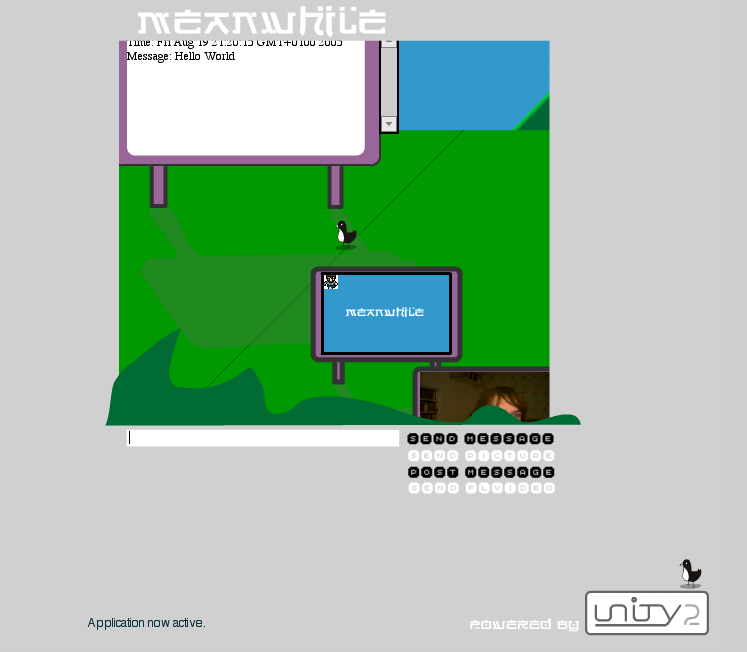 MEANWHILE
Time: Fri Aug 19 21:20:15 GMT+0100 2005
Message: Hello World
MEANWHILE
SEND MESSAGE
SEND PICTURE
POST MESSAGE
SEND FLVIDEO
Application now active.
POWERED BY
UNITY2